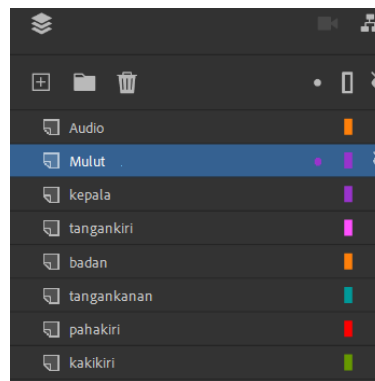 Audio
Mulut
kepala
tangankiri
badan
tangankanan
pahakiri
kakikiri